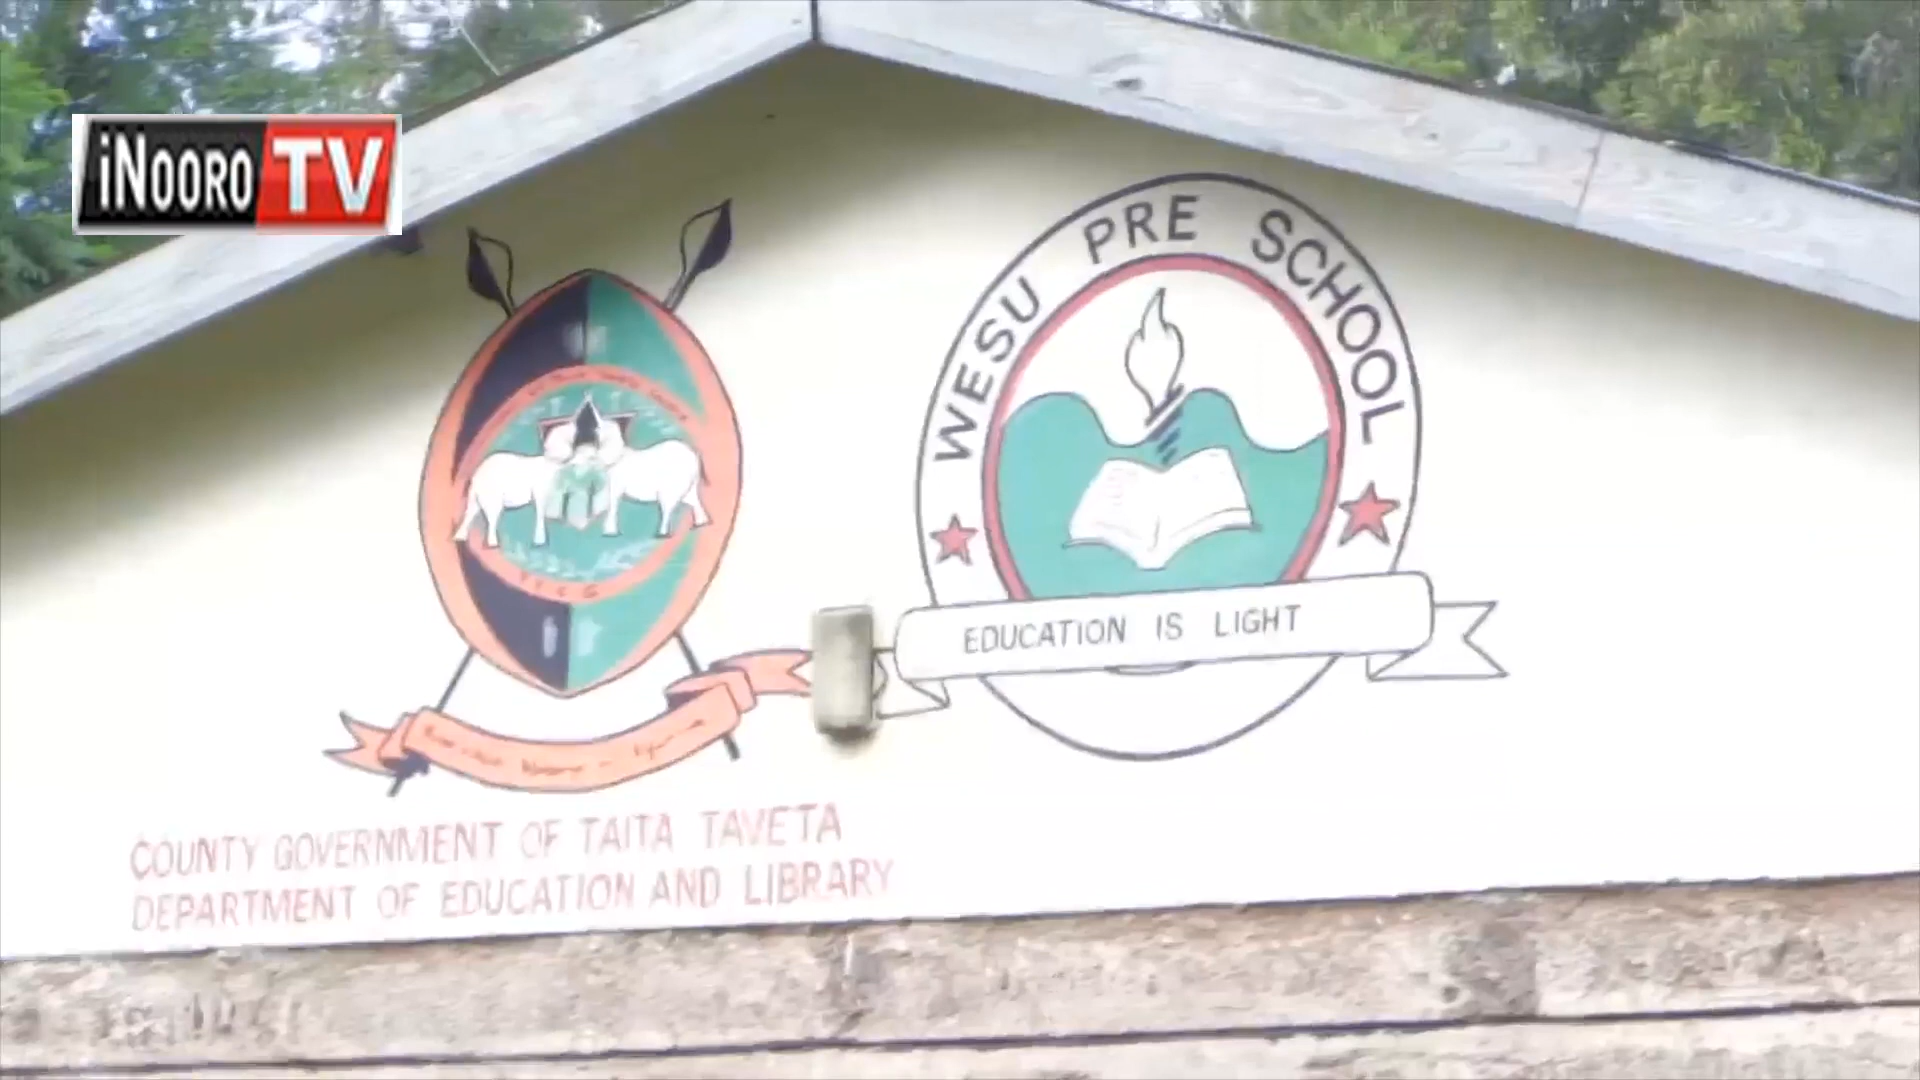 iNOORO TV
WESU PRE SCHOOL
EDUCATION IS LIGHT
COUNTY GOVERNMENT OF TAITA TAVETA
DEPARTMENT OF EDUCATION AND LIBRARY